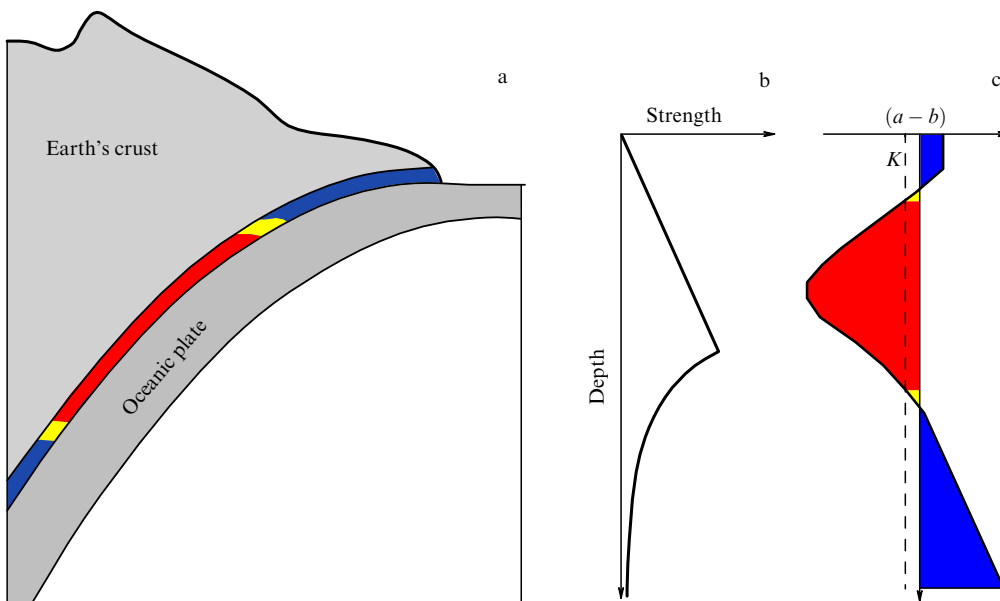 a
Earth's crust
Oceanic plate
b
Strength
Depth
c
(a − b)
K